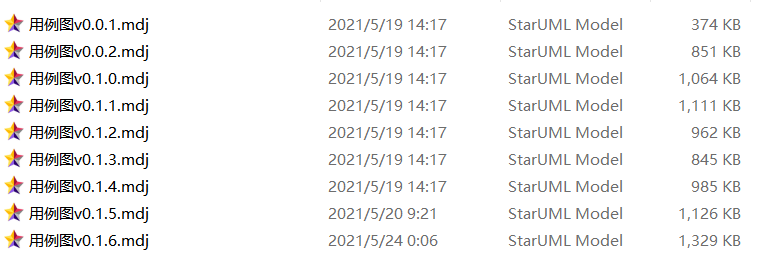 用例图v0.0.1.mdj 2021/5/19 14:17 StarUML Model 374 KB
用例图v0.0.2.mdj 2021/5/19 14:17 StarUML Model 851 KB
用例图v0.1.0.mdj 2021/5/19 14:17 StarUML Model 1,064 KB
用例图v0.1.1.mdj 2021/5/19 14:17 StarUML Model 1,111 KB
用例图v0.1.2.mdj 2021/5/19 14:17 StarUML Model 962 KB
用例图v0.1.3.mdj 2021/5/19 14:17 StarUML Model 845 KB
用例图v0.1.4.mdj 2021/5/19 14:17 StarUML Model 985 KB
用例图v0.1.5.mdj 2021/5/20 9:21 StarUML Model 1,126 KB
用例图v0.1.6.mdj 2021/5/24 0:06 StarUML Model 1,329 KB